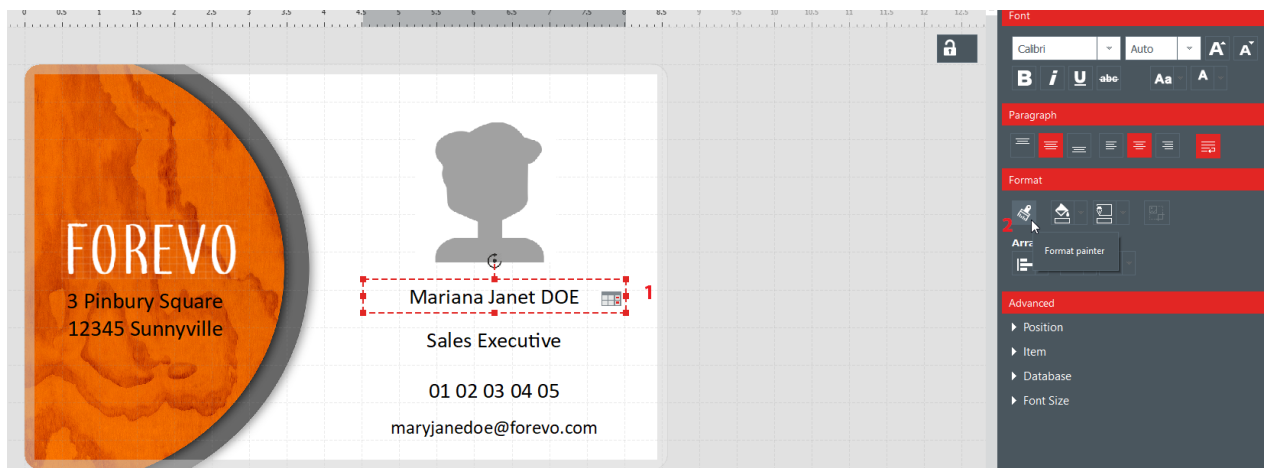 0 0.5 1 1.5 2 2.5 3 3.5 4 4.5 5 5.5 6 6.5 7 7.5 8 8.5 9 9.5 10 10.5 11 11.5 12 12.5
Font
Calibri Auto A A
B i U abc Aa A
Paragraph
Format
2
Format painter
Arra
FOREVO
3 Pinbury Square
12345 Sunnyville
Mariana Janet DOE 1
Sales Executive
01 02 03 04 05
maryjanedoe@forevo.com
Advanced
Position
Item
Database
Font Size